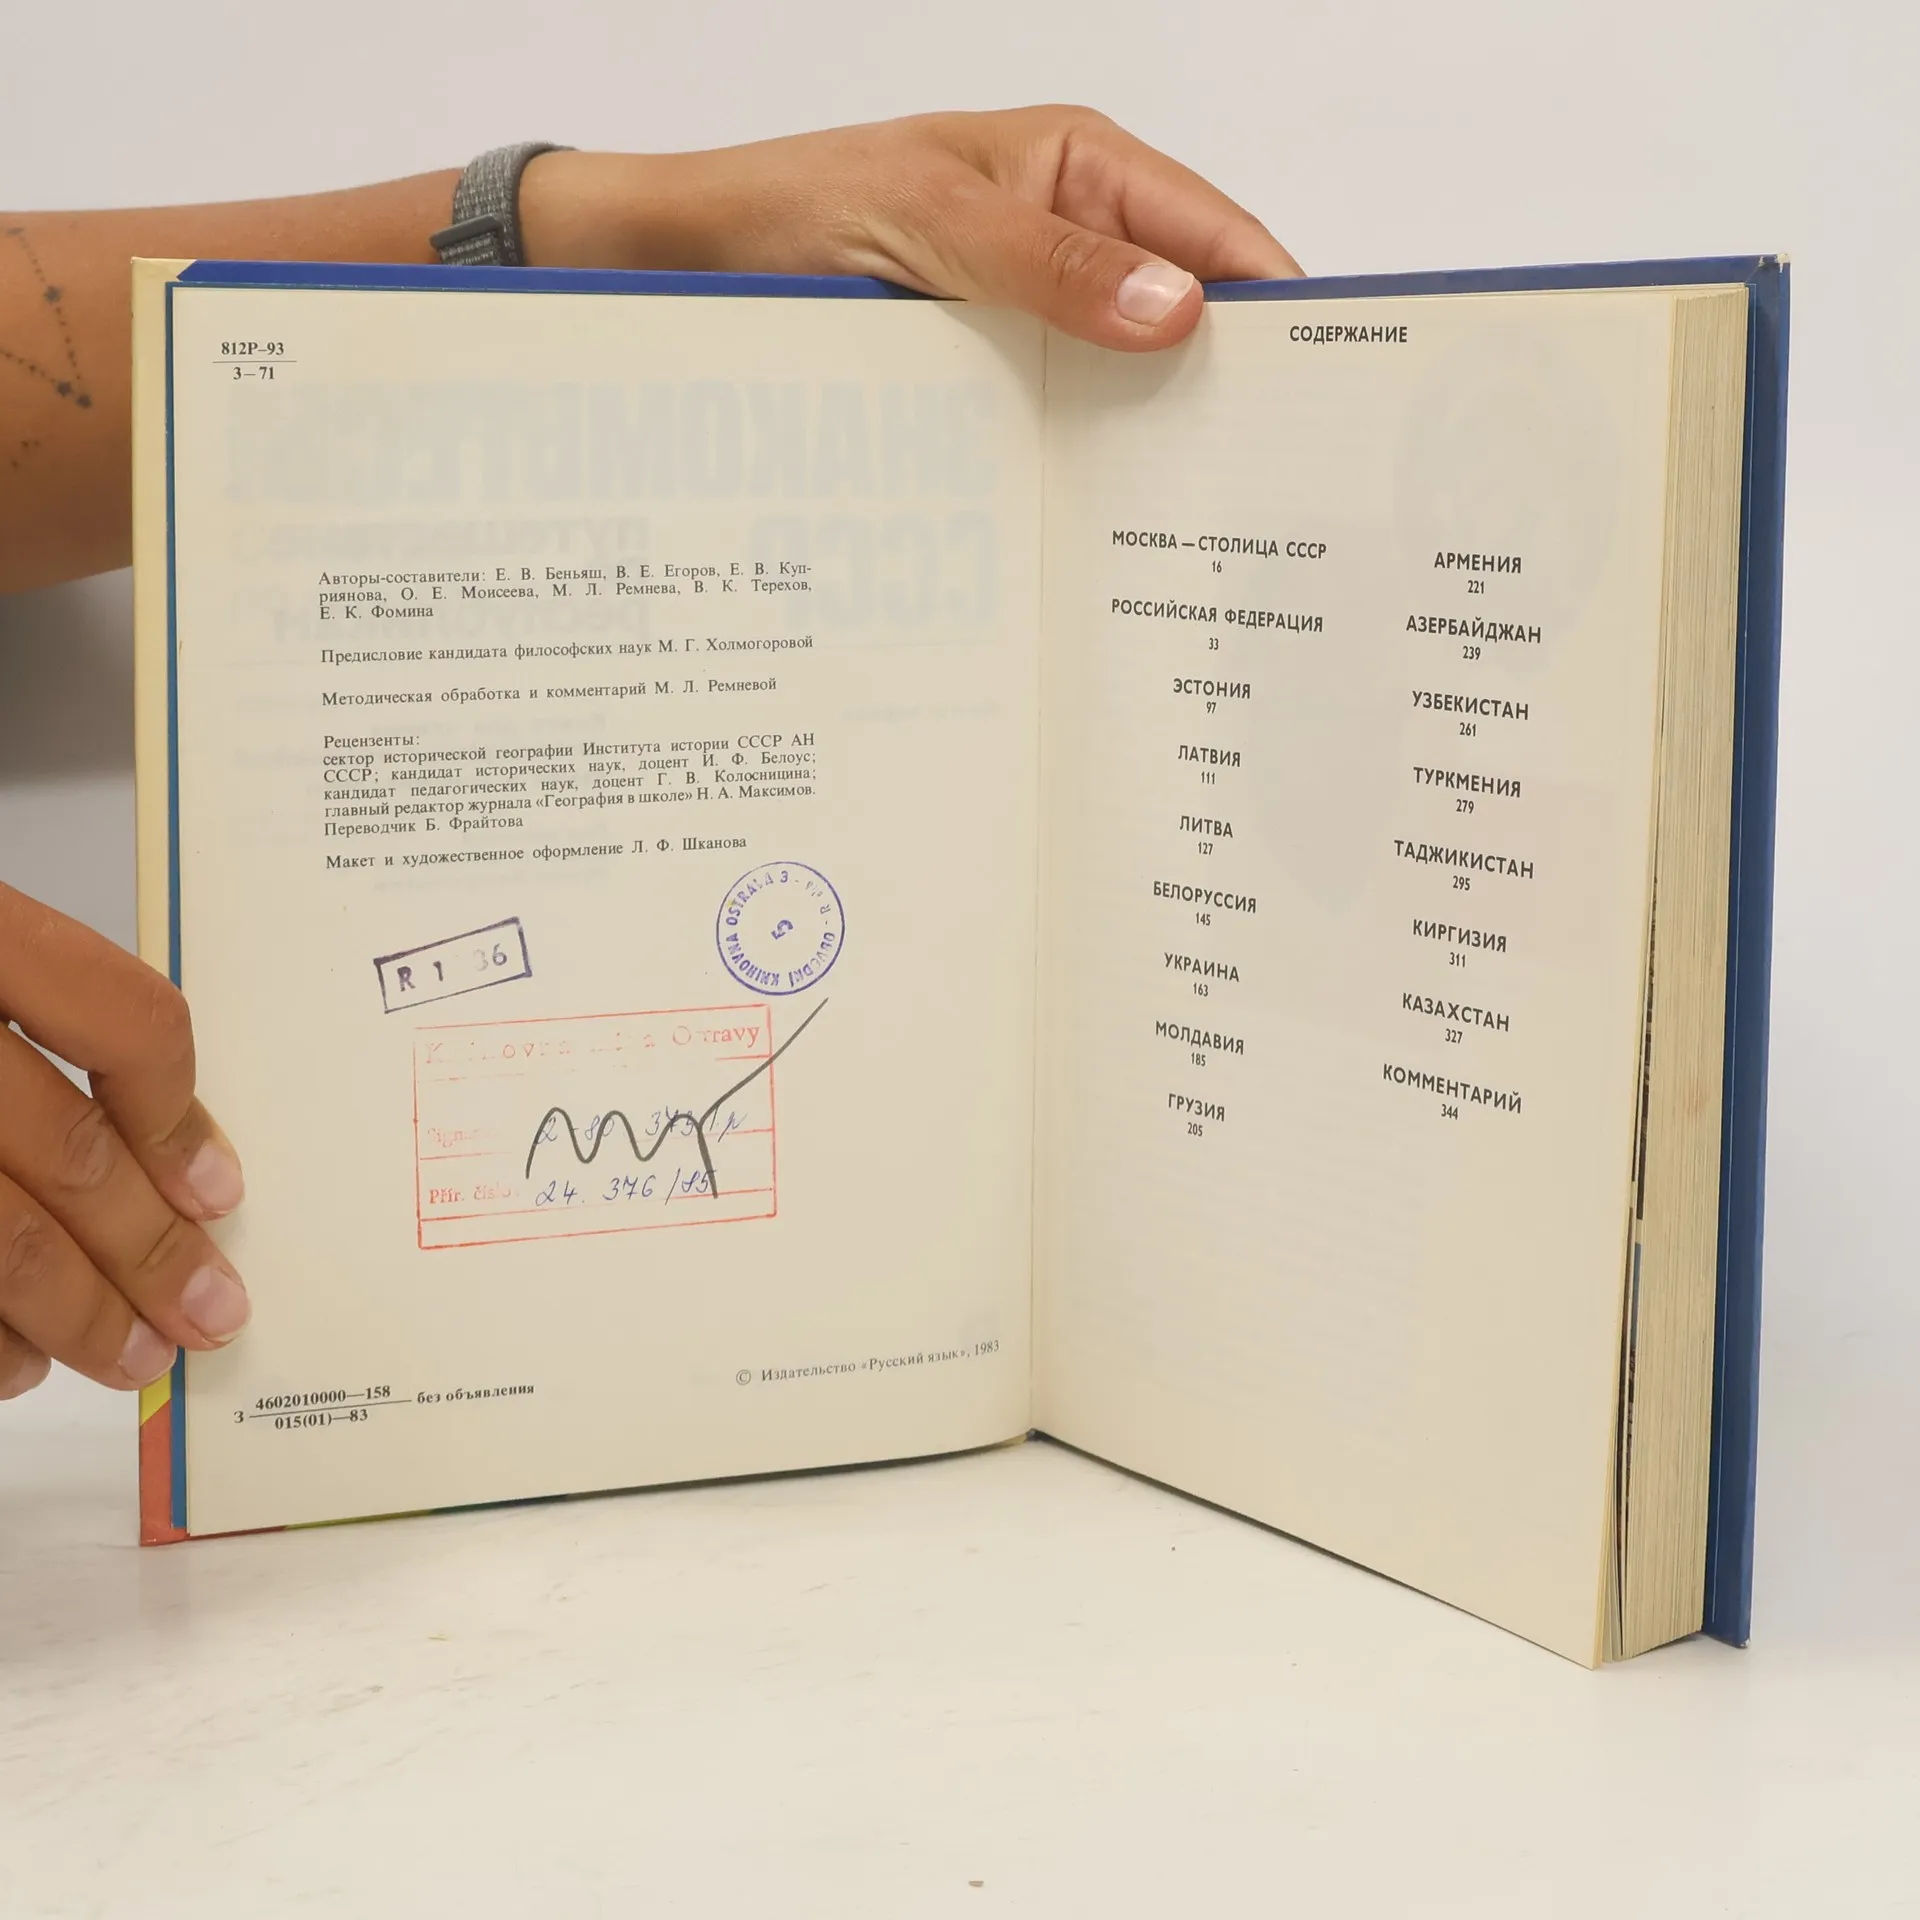 812Р–93
3–71
Авторы-составители: Е. В. Беньяш, В. Е. Егоров, Е. В. Куп-
риянова, О. Е. Моисеева, М. Л. Ремнева, В. К. Терехов,
Е. К. Фомина
Предисловие кандидата философских наук М. Г. Холмогоровой
Методическая обработка и комментарий М. Л. Ремневой
Рецензенты:
сектор исторической географии Института истории СССР АН
СССР; кандидат исторических наук, доцент И. Ф. Белоус;
кандидат педагогических наук, доцент Г. В. Колосницина;
главный редактор журнала «География в школе» Н. А. Максимов.
Переводчик Б. Фрайтова
Макет и художественное оформление Л. Ф. Шканова
KNIHOVNA OSTRAVA 3
5
R 1 36
Ostravy
Přír. číslo
24. 376/85
© Издательство «Русский язык», 1983
З 4602010000—158 без объявления
015(01)—83
СОДЕРЖАНИЕ
МОСКВА — СТОЛИЦА СССР
16
РОССИЙСКАЯ ФЕДЕРАЦИЯ
33
ЭСТОНИЯ
97
ЛАТВИЯ
111
ЛИТВА
127
БЕЛОРУССИЯ
145
УКРАИНА
163
МОЛДАВИЯ
185
ГРУЗИЯ
205
АРМЕНИЯ
221
АЗЕРБАЙДЖАН
239
УЗБЕКИСТАН
261
ТУРКМЕНИЯ
279
ТАДЖИКИСТАН
295
КИРГИЗИЯ
311
КАЗАХСТАН
327
КОММЕНТАРИЙ
344